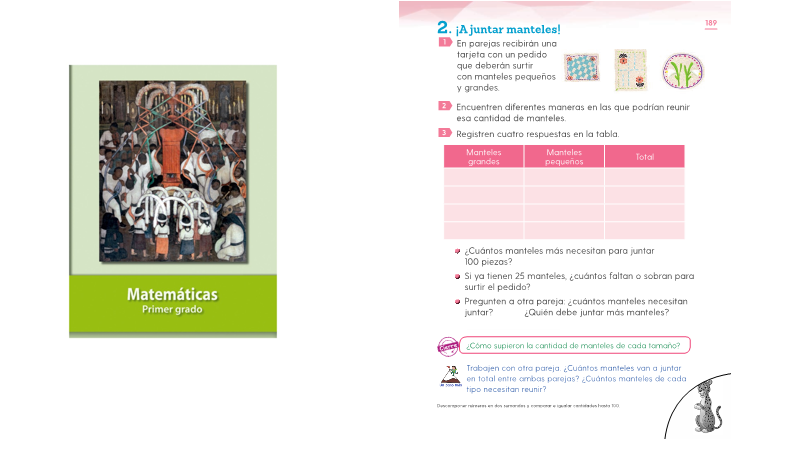 Matemáticas
Primer grado
189
2. ¡A juntar manteles!
1 En parejas recibirán una
tarjeta con un pedido
que deberán surtir
con manteles pequeños
y grandes.
2 Encuentren diferentes maneras en las que podrían reunir
esa cantidad de manteles.
3 Registren cuatro respuestas en la tabla.
Manteles grandes Manteles pequeños Total
¿Cuántos manteles más necesitan para juntar
100 piezas?
Si ya tienen 25 manteles, ¿cuántos faltan o sobran para
surtir el pedido?
Pregunten a otra pareja: ¿cuántos manteles necesitan
juntar? ¿Quién debe juntar más manteles?
Cierre
¿Cómo supieron la cantidad de manteles de cada tamaño?
Un paso más
Trabajen con otra pareja. ¿Cuántos manteles van a juntar
en total entre ambas parejas? ¿Cuántos manteles de cada
tipo necesitan reunir?
Descomponer números en dos sumandos y comparar e igualar cantidades hasta 100.